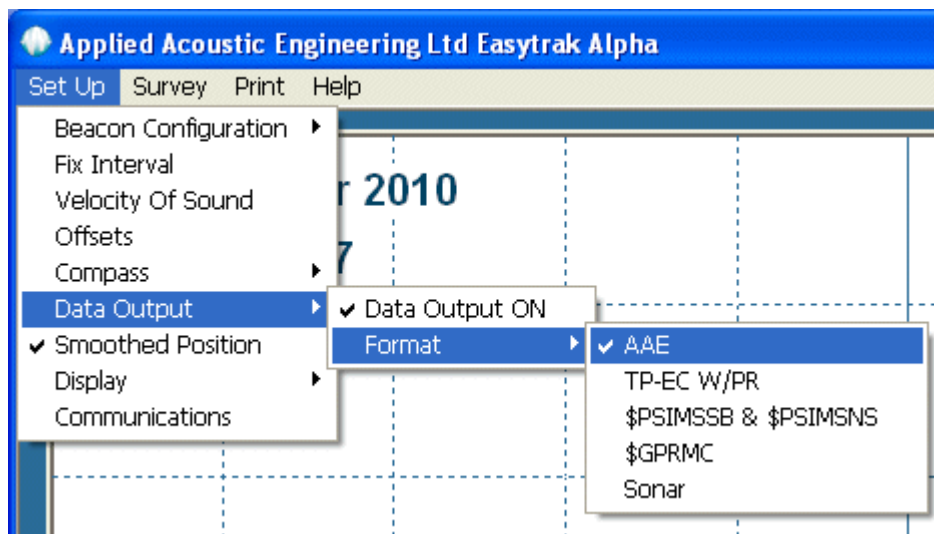 Applied Acoustic Engineering Ltd Easytrak Alpha
Set Up Survey Print Help
Beacon Configuration
Fix Interval
Velocity Of Sound
Offsets
Compass
Data Output
Smoothed Position
Display
Communications
r 2010
7
Data Output ON
Format
AAE
TP-EC W/PR
$PSIMSSB & $PSIMSNS
$GPRMC
Sonar